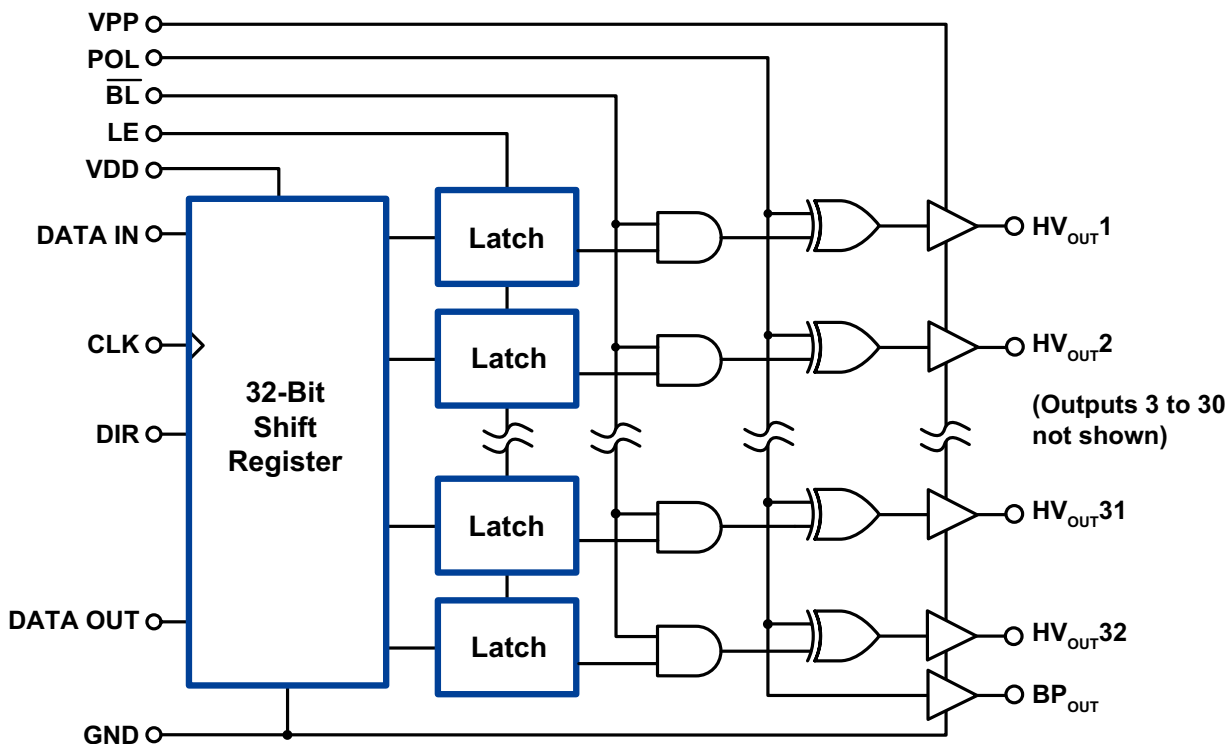 VPP
POL
B̅L̅
LE
VDD
DATA IN
CLK
DIR
DATA OUT
GND
32-Bit
Shift
Register
Latch
Latch
Latch
Latch
HVOUT1
HVOUT2
(Outputs 3 to 30
not shown)
HVOUT31
HVOUT32
BPOUT